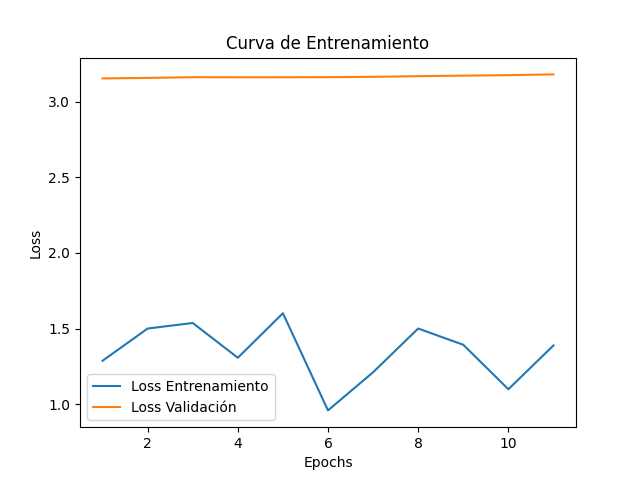 Curva de Entrenamiento
Loss
3.0
2.5
2.0
1.5
1.0
Loss Entrenamiento
Loss Validación
2
4
6
8
10
Epochs